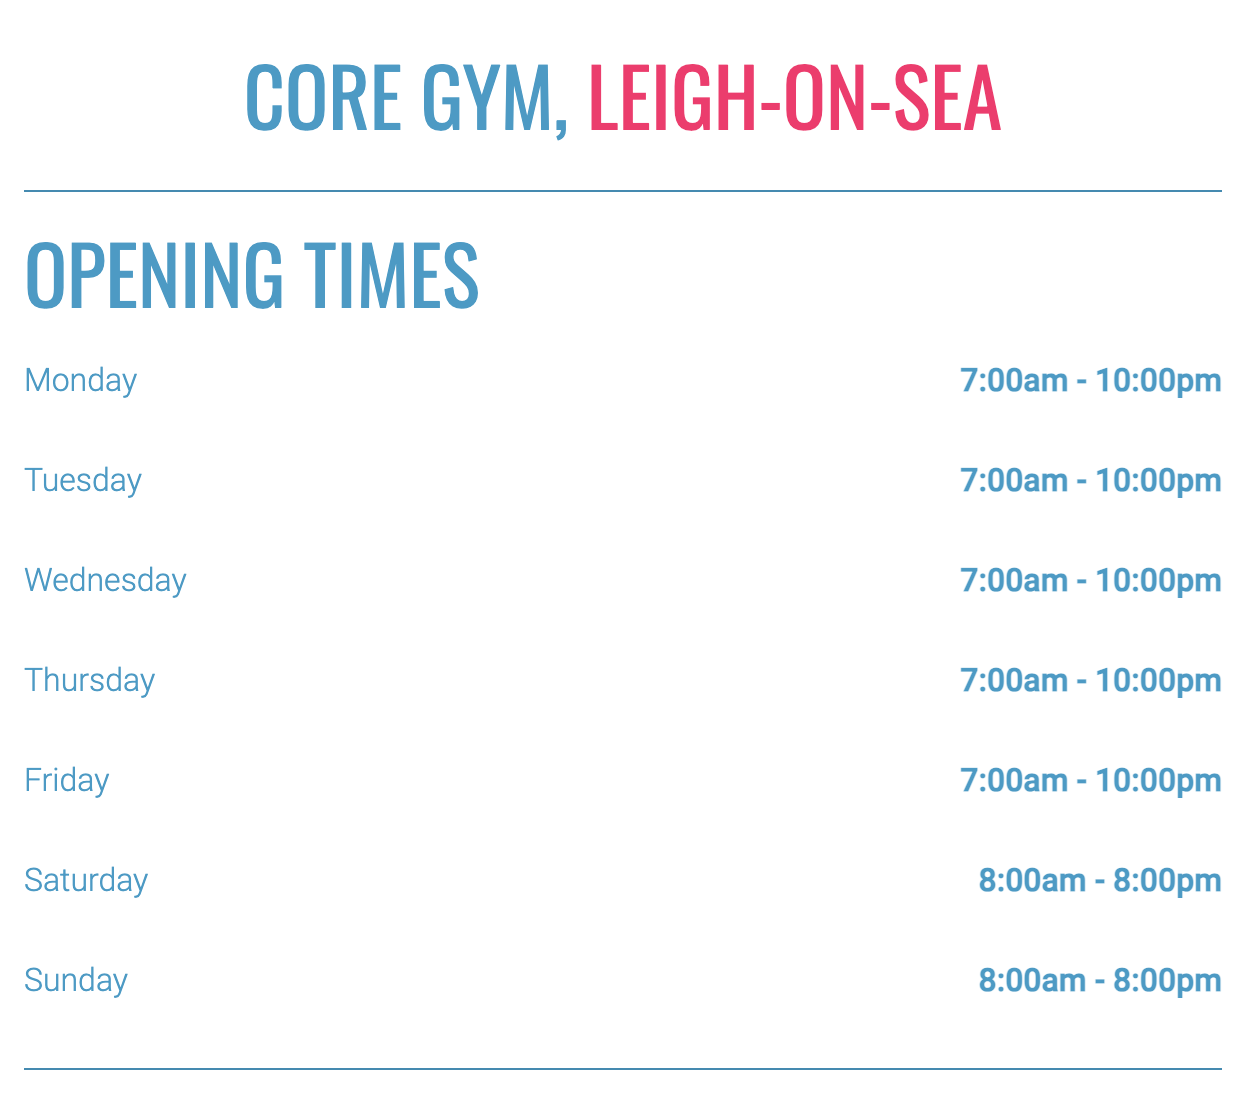 CORE GYM, LEIGH-ON-SEA
OPENING TIMES
Monday 7:00am - 10:00pm
Tuesday 7:00am - 10:00pm
Wednesday 7:00am - 10:00pm
Thursday 7:00am - 10:00pm
Friday 7:00am - 10:00pm
Saturday 8:00am - 8:00pm
Sunday 8:00am - 8:00pm